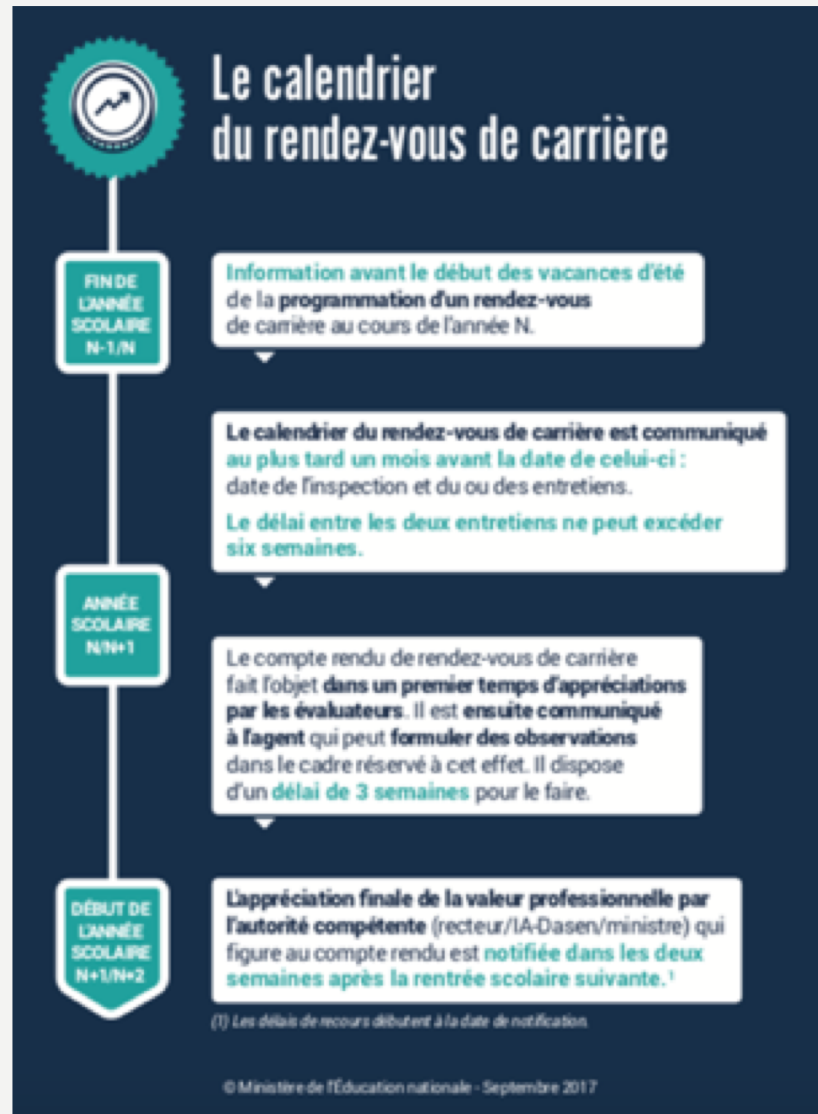 Le calendrier
du rendez-vous de carrière
FIN DE
L'ANNÉE
SCOLAIRE
N-1/N
Information avant le début des vacances d'été
de la programmation d'un rendez-vous
de carrière au cours de l'année N.
Le calendrier du rendez-vous de carrière est communiqué
au plus tard un mois avant la date de celui-ci :
date de l'inspection et du ou des entretiens.
Le délai entre les deux entretiens ne peut excéder
six semaines.
ANNÉE
SCOLAIRE
N/N+1
Le compte rendu de rendez-vous de carrière
fait l'objet dans un premier temps d'appréciations
par les évaluateurs. Il est ensuite communiqué
à l'agent qui peut formuler des observations
dans le cadre réservé à cet effet. Il dispose
d'un délai de 3 semaines pour le faire.
DÉBUT DE
L'ANNÉE
SCOLAIRE
N+1/N+2
L'appréciation finale de la valeur professionnelle par
l'autorité compétente (recteur/IA-Dasen/ministre) qui
figure au compte rendu est notifiée dans les deux
semaines après la rentrée scolaire suivante.¹
(1) Les délais de recours débutent à la date de notification.
© Ministère de l'Éducation nationale - Septembre 2017